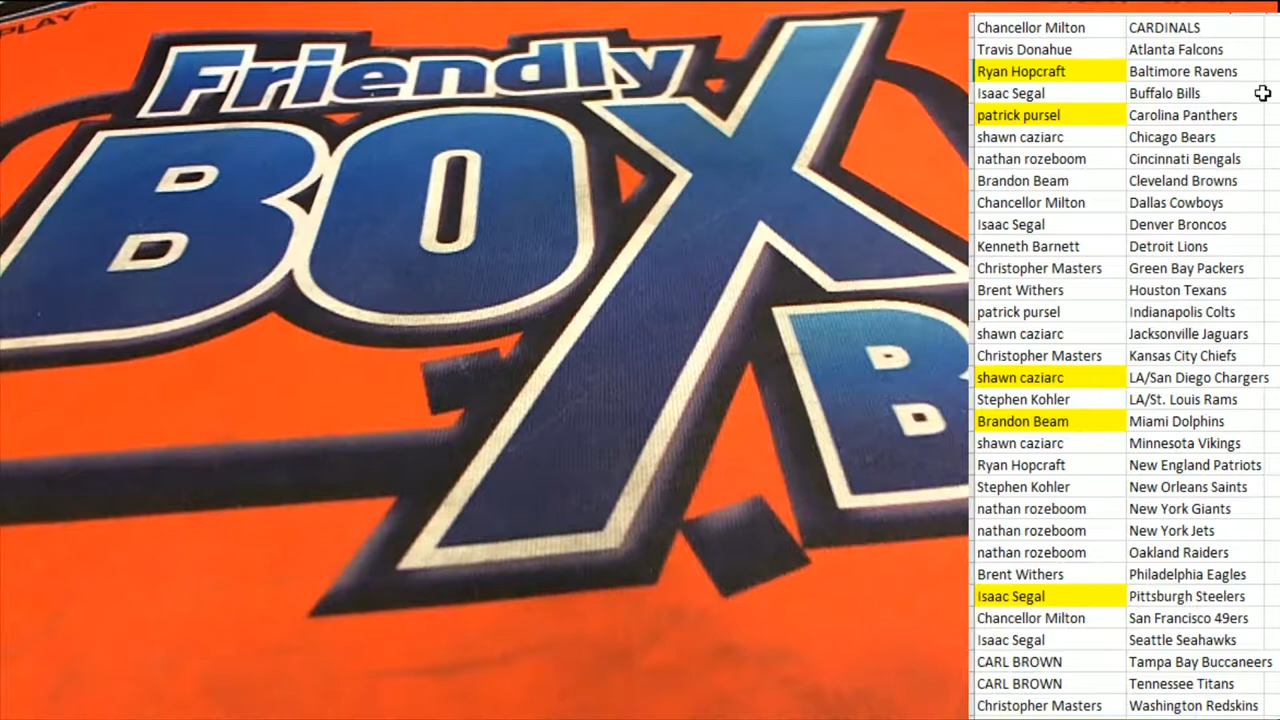 PLAY™
Friendly
BOX
B
Chancellor Milton CARDINALS
Travis Donahue Atlanta Falcons
Ryan Hopcraft Baltimore Ravens
Isaac Segal Buffalo Bills
patrick pursel Carolina Panthers
shawn caziarc Chicago Bears
nathan rozeboom Cincinnati Bengals
Brandon Beam Cleveland Browns
Chancellor Milton Dallas Cowboys
Isaac Segal Denver Broncos
Kenneth Barnett Detroit Lions
Christopher Masters Green Bay Packers
Brent Withers Houston Texans
patrick pursel Indianapolis Colts
shawn caziarc Jacksonville Jaguars
Christopher Masters Kansas City Chiefs
shawn caziarc LA/San Diego Chargers
Stephen Kohler LA/St. Louis Rams
Brandon Beam Miami Dolphins
shawn caziarc Minnesota Vikings
Ryan Hopcraft New England Patriots
Stephen Kohler New Orleans Saints
nathan rozeboom New York Giants
nathan rozeboom New York Jets
nathan rozeboom Oakland Raiders
Brent Withers Philadelphia Eagles
Isaac Segal Pittsburgh Steelers
Chancellor Milton San Francisco 49ers
Isaac Segal Seattle Seahawks
CARL BROWN Tampa Bay Buccaneers
CARL BROWN Tennessee Titans
Christopher Masters Washington Redskins